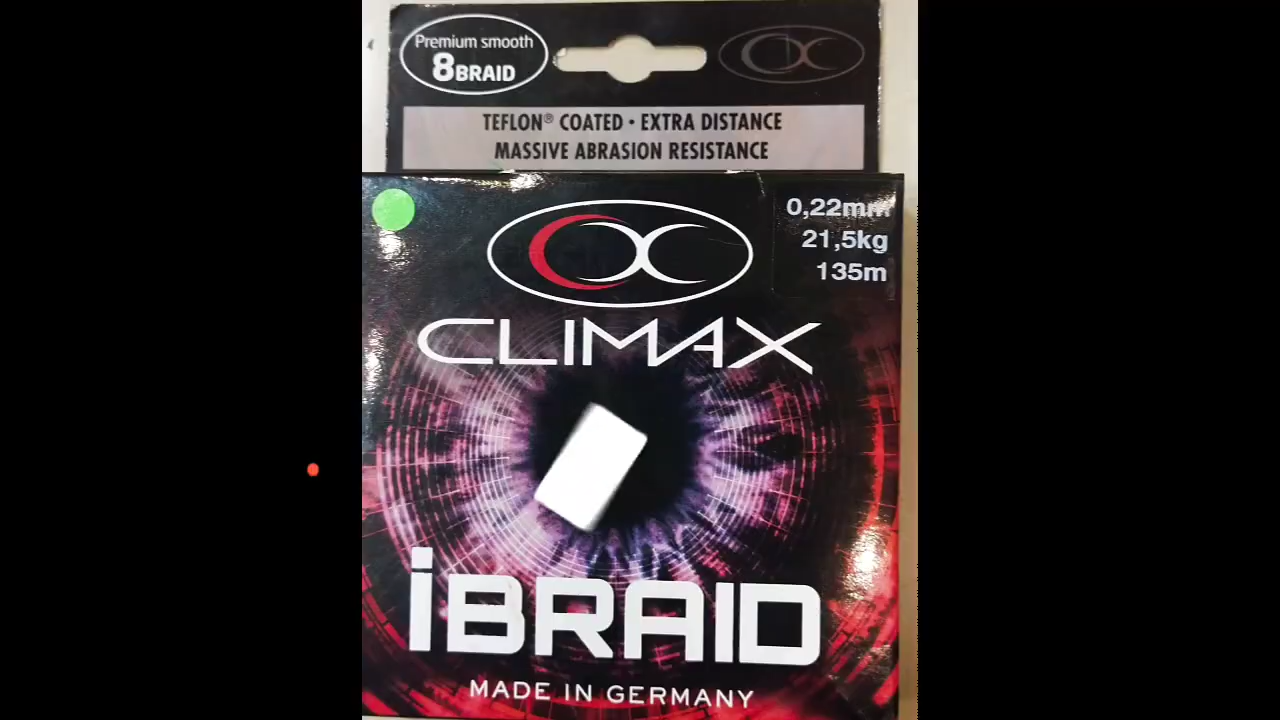 Premium smooth
8BRAID
TEFLON® COATED • EXTRA DISTANCE
MASSIVE ABRASION RESISTANCE
0,22mm
21,5kg
135m
CLIMAX
iBRAID
MADE IN GERMANY